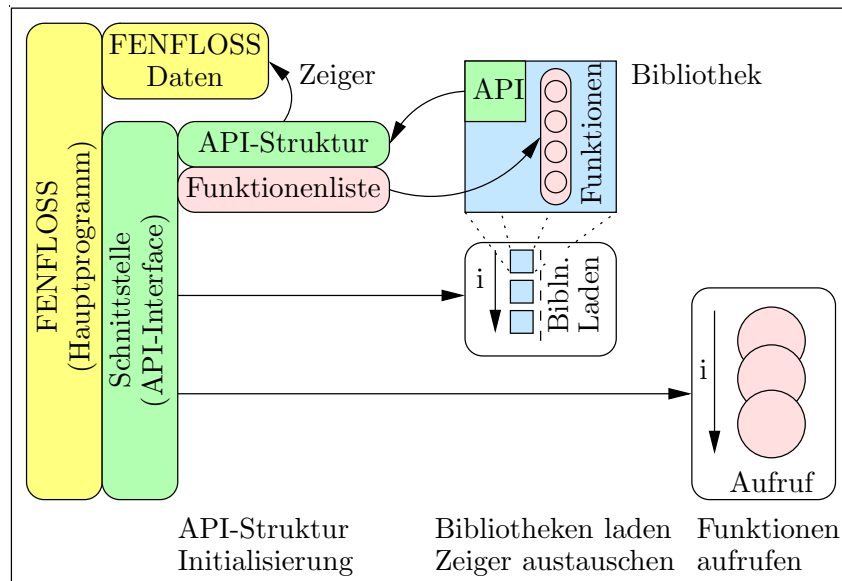 FENFLOSS
Daten
Zeiger
API
Funktionen
Bibliothek
API-Struktur
Funktionenliste
FENFLOSS
(Hauptprogramm)
Schnittstelle
(API-Interface)
i
Bibln.
Laden
i
Aufruf
API-Struktur
Initialisierung
Bibliotheken laden
Zeiger austauschen
Funktionen
aufrufen